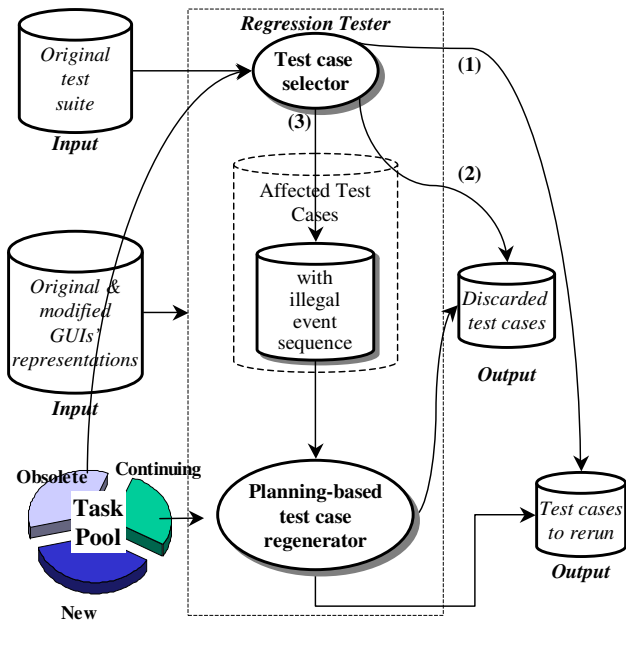 Regression Tester
Original
test
suite
Input
Test case
selector
(1)
(3)
(2)
Affected Test
Cases
with
illegal
event
sequence
Original &
modified
GUIs'
representations
Input
Discarded
test cases
Output
Obsolete
Continuing
Task
Pool
New
Planning-based
test case
regenerator
Test cases
to rerun
Output